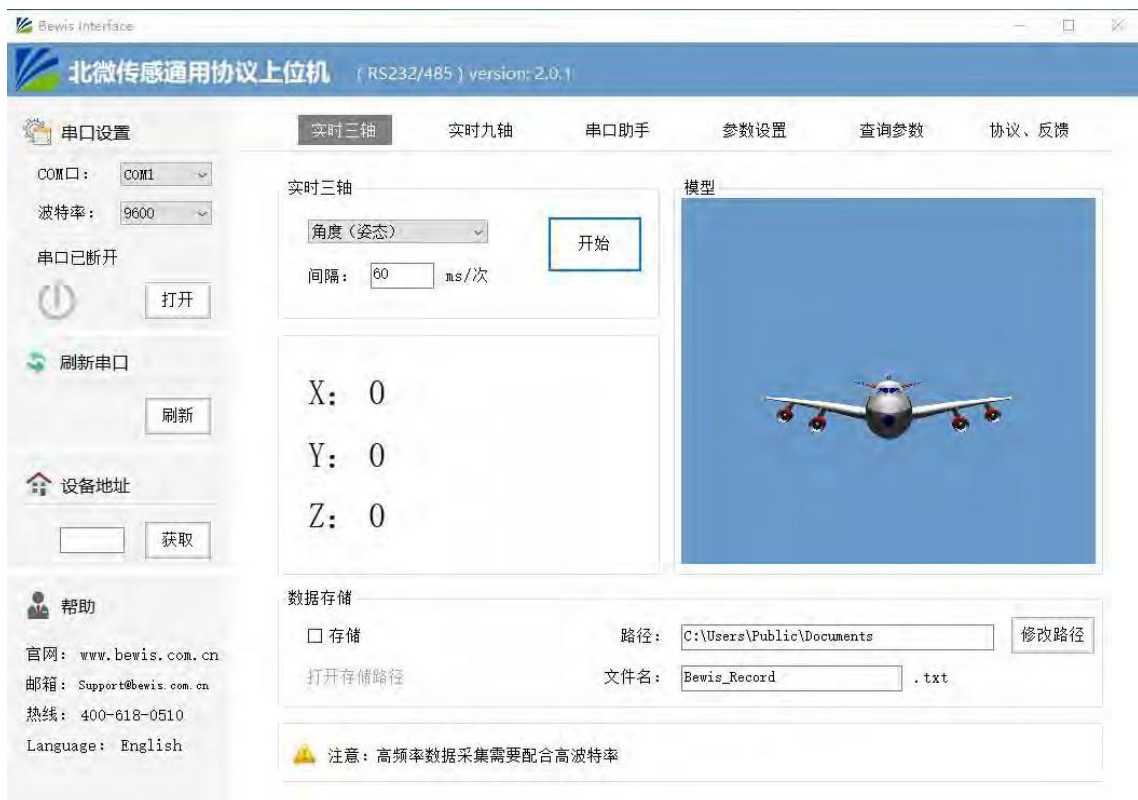 Bewis Interface
北微传感通用协议上位机 （RS232/485）version: 2.0.1
串口设置
COM口： COM1
波特率： 9600
串口已断开
打开
刷新串口
刷新
设备地址
获取
帮助
官网： www.bewis.com.cn
邮箱： Support@bewis.com.cn
热线： 400-618-0510
Language： English
实时三轴 实时九轴 串口助手 参数设置 查询参数 协议、反馈
实时三轴
角度（姿态）
间隔： 60 ms/次
开始
X： 0
Y： 0
Z： 0
模型
数据存储
存储 路径： C:\Users\Public\Documents 修改路径
打开存储路径 文件名： Bewis_Record .txt
注意：高频率数据采集需要配合高波特率